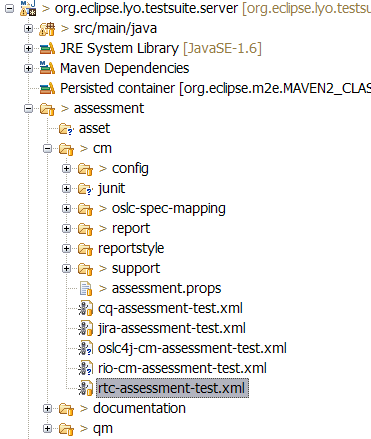 > org.eclipse.lyo.testsuite.server [org.eclipse.lyo.tests
> src/main/java
JRE System Library [JavaSE-1.6]
Maven Dependencies
Persisted container [org.eclipse.m2e.MAVEN2_CLAS
> assessment
asset
> cm
> config
junit
> oslc-spec-mapping
> report
reportstyle
> support
> assessment.props
cq-assessment-test.xml
jira-assessment-test.xml
oslc4j-cm-assessment-test.xml
rio-cm-assessment-test.xml
rtc-assessment-test.xml
> documentation
> qm